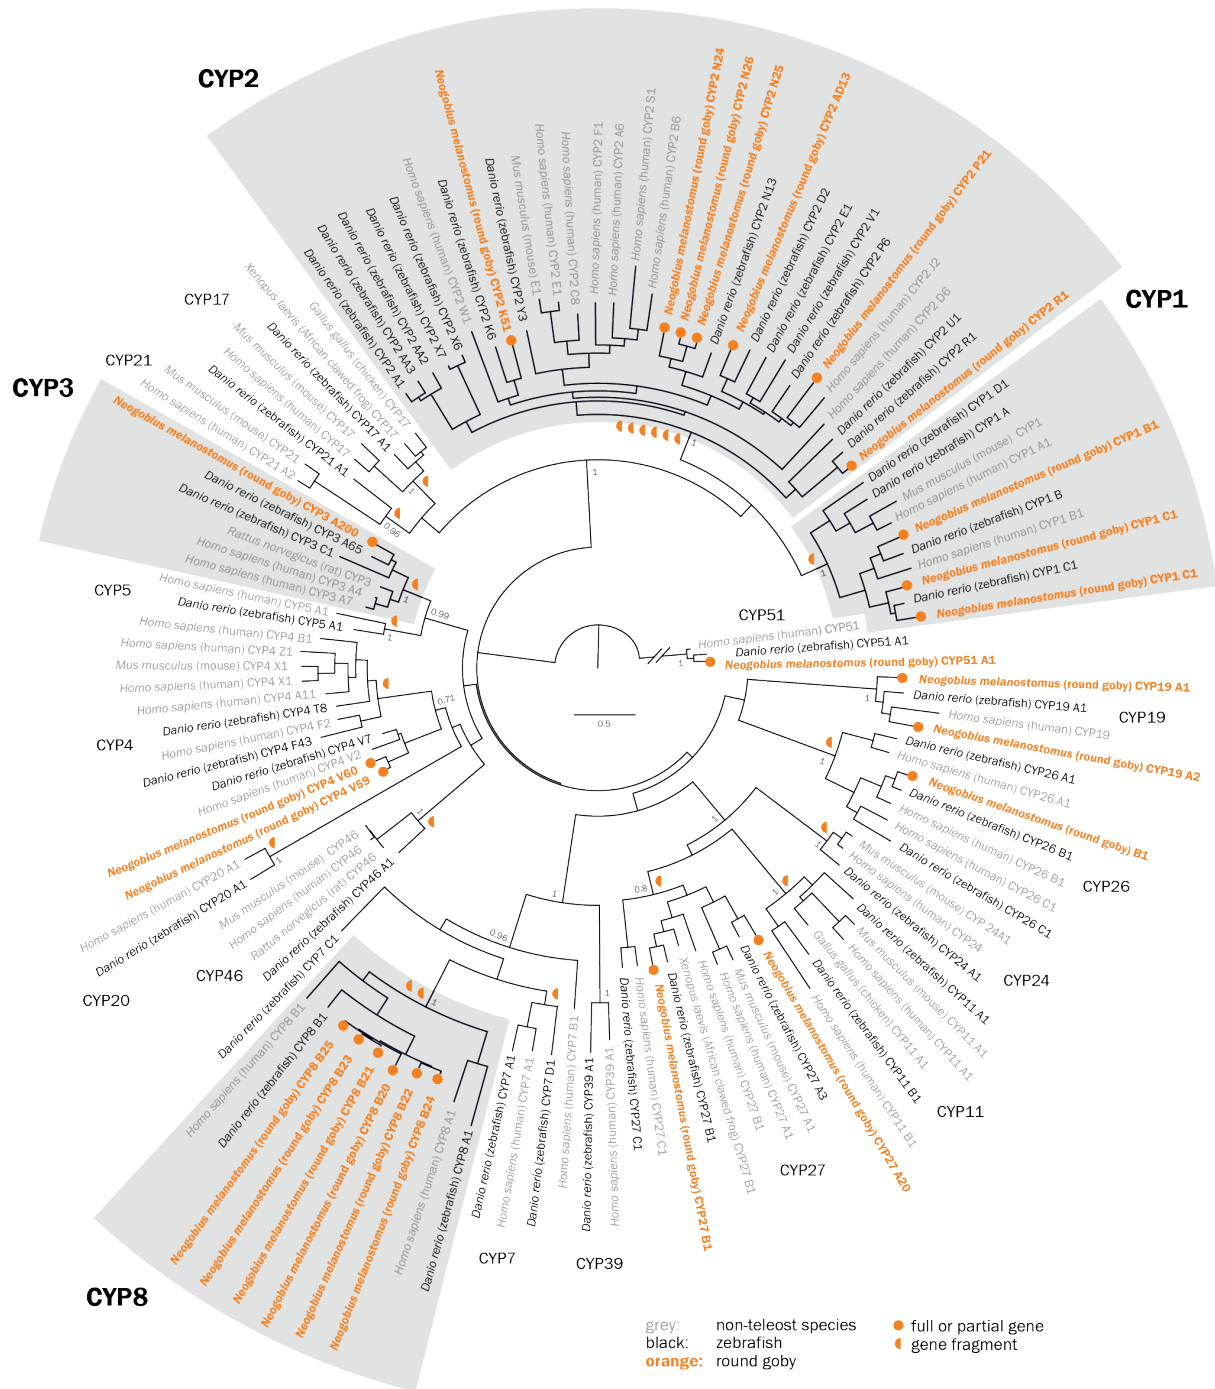 CYP2
Neogobius melanostomus (round goby) CYP2 K51
Danio rerio (zebrafish) CYP2 A1
Danio rerio (zebrafish) CYP2 AA3
Danio rerio (zebrafish) CYP2 AA2
Danio rerio (zebrafish) CYP2 X7
Danio rerio (zebrafish) CYP2 X6
Homo sapiens (human) CYP2 W1
Danio rerio (zebrafish) CYP2 K6
Danio rerio (zebrafish) CYP2 Y3
Mus musculus (mouse) E1
Homo sapiens (human) CYP2 E1
Homo sapiens (human) CYP2 C8
Homo sapiens (human) CYP2 F1
Homo sapiens (human) CYP2 A6
Homo sapiens (human) CYP2 S1
Homo sapiens (human) CYP2 B6
Neogobius melanostomus (round goby) CYP2 N24
Neogobius melanostomus (round goby) CYP2 N26
Neogobius melanostomus (round goby) CYP2 N25
Danio rerio (zebrafish) CYP2 N13
Neogobius melanostomus (round goby) CYP2 AD13
Danio rerio (zebrafish) CYP2 D2
Danio rerio (zebrafish) CYP2 E1
Danio rerio (zebrafish) CYP2 V1
Danio rerio (zebrafish) CYP2 P6
Neogobius melanostomus (round goby) CYP2 P21
Homo sapiens (human) CYP2 J2
Homo sapiens (human) CYP2 D6
Danio rerio (zebrafish) CYP2 U1
Danio rerio (zebrafish) CYP2 R1
Neogobius melanostomus (round goby) CYP2 R1
CYP1
Danio rerio (zebrafish) CYP1 D1
Danio rerio (zebrafish) CYP1 A
Mus musculus (mouse) CYP1
Homo sapiens (human) CYP1 A1
Neogobius melanostomus (round goby) CYP1 B1
Danio rerio (zebrafish) CYP1 B
Homo sapiens (human) CYP1 B1
Neogobius melanostomus (round goby) CYP1 C1
Danio rerio (zebrafish) CYP1 C1
Neogobius melanostomus (round goby) CYP1 C1
CYP17
Xenopus laevis (African clawed frog) CYP17
Gallus gallus (chicken) CYP17
Danio rerio (zebrafish) CYP17 A1
Mus musculus (mouse) CYP17
Homo sapiens (human) CYP17
CYP21
Danio rerio (zebrafish) CYP21 A1
Mus musculus (mouse) CYP21
Homo sapiens (human) CYP21 A2
CYP3
Neogobius melanostomus (round goby) CYP3 A200
Danio rerio (zebrafish) CYP3 A65
Danio rerio (zebrafish) CYP3 C1
Rattus norvegicus (rat) CYP3
Homo sapiens (human) CYP3 A4
Homo sapiens (human) CYP3 A7
CYP5
Homo sapiens (human) CYP5 A1
Danio rerio (zebrafish) CYP5 A1
Homo sapiens (human) CYP4 B1
Homo sapiens (human) CYP4 Z1
Mus musculus (mouse) CYP4 X1
Homo sapiens (human) CYP4 X1
Homo sapiens (human) CYP4 A11
Danio rerio (zebrafish) CYP4 T8
CYP4
Homo sapiens (human) CYP4 F2
Danio rerio (zebrafish) CYP4 F43
Danio rerio (zebrafish) CYP4 V7
Homo sapiens (human) CYP4 V2
Neogobius melanostomus (round goby) CYP4 V60
Neogobius melanostomus (round goby) CYP4 V59
Homo sapiens (human) CYP20 A1
Danio rerio (zebrafish) CYP20 A1
CYP20
Mus musculus (mouse) CYP46
Homo sapiens (human) CYP46
Rattus norvegicus (rat) CYP46
Danio rerio (zebrafish) CYP46 A1
CYP46
Danio rerio (zebrafish) CYP7 C1
Homo sapiens (human) CYP8 B1
Danio rerio (zebrafish) CYP8 B1
Neogobius melanostomus (round goby) CYP8 B25
Neogobius melanostomus (round goby) CYP8 B23
Neogobius melanostomus (round goby) CYP8 B21
Neogobius melanostomus (round goby) CYP8 B20
Neogobius melanostomus (round goby) CYP8 B22
Neogobius melanostomus (round goby) CYP8 B24
Homo sapiens (human) CYP8 A1
Danio rerio (zebrafish) CYP8 A1
CYP8
Danio rerio (zebrafish) CYP7 A1
Homo sapiens (human) CYP7 A1
Danio rerio (zebrafish) CYP7 D1
Homo sapiens (human) CYP7 B1
CYP7
Danio rerio (zebrafish) CYP39 A1
Homo sapiens (human) CYP39 A1
CYP39
Danio rerio (zebrafish) CYP27 C1
Homo sapiens (human) CYP27 C1
Neogobius melanostomus (round goby) CYP27 B1
Danio rerio (zebrafish) CYP27 B1
Xenopus laevis (African clawed frog) CYP27 B1
Homo sapiens (human) CYP27 B1
Homo sapiens (human) CYP27 A1
Mus musculus (mouse) CYP27 A1
Danio rerio (zebrafish) CYP27 A3
Neogobius melanostomus (round goby) CYP27 A20
CYP27
Homo sapiens (human) CYP11 B1
Danio rerio (zebrafish) CYP11 B1
Gallus gallus (chicken) CYP11 A1
Homo sapiens (human) CYP11 A1
Mus musculus (mouse) CYP11 A1
Danio rerio (zebrafish) CYP11 A1
CYP11
Danio rerio (zebrafish) CYP24 A1
Homo sapiens (human) CYP24
Mus musculus (mouse) CYP 24A1
CYP24
Danio rerio (zebrafish) CYP26 C1
Homo sapiens (human) CYP26 C1
Homo sapiens (human) CYP26 B1
Danio rerio (zebrafish) CYP26 B1
Neogobius melanostomus (round goby) B1
Homo sapiens (human) CYP26 A1
Danio rerio (zebrafish) CYP26 A1
CYP26
Neogobius melanostomus (round goby) CYP19 A2
Homo sapiens (human) CYP19
Danio rerio (zebrafish) CYP19 A1
Neogobius melanostomus (round goby) CYP19 A1
CYP19
CYP51
Homo sapiens (human) CYP51
Danio rerio (zebrafish) CYP51 A1
Neogobius melanostomus (round goby) CYP51 A1
1
1
1
1
0.96
1
0.99
1
0.71
1
1
1
0.96
1
1
0.8
1
1
1
1
1
1
0.5
grey: non-teleost species
black: zebrafish
orange: round goby
full or partial gene
gene fragment